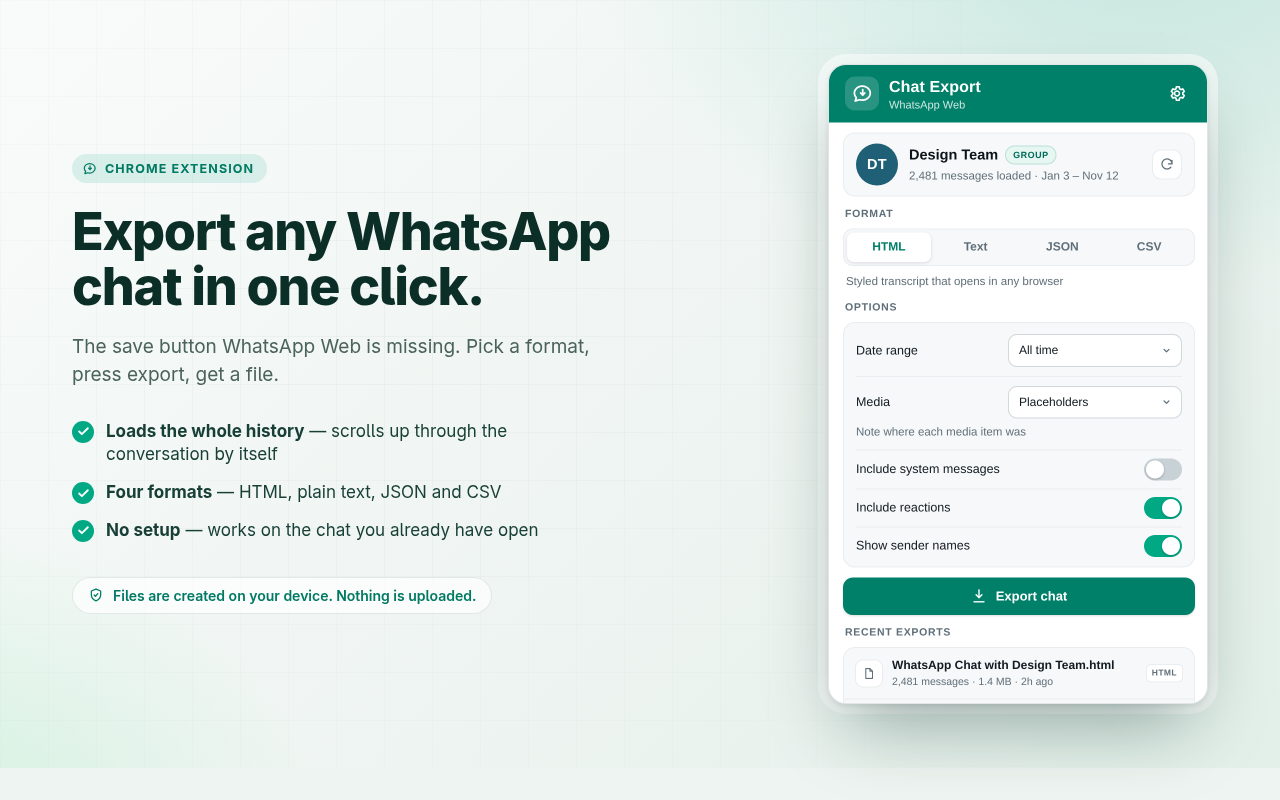 CHROME EXTENSION
Export any WhatsApp
chat in one click.
The save button WhatsApp Web is missing. Pick a format,
press export, get a file.
Loads the whole history — scrolls up through the
conversation by itself
Four formats — HTML, plain text, JSON and CSV
No setup — works on the chat you already have open
Files are created on your device. Nothing is uploaded.
Chat Export
WhatsApp Web
DT
Design Team GROUP
2,481 messages loaded · Jan 3 – Nov 12
FORMAT
HTML Text JSON CSV
Styled transcript that opens in any browser
OPTIONS
Date range All time
Media Placeholders
Note where each media item was
Include system messages
Include reactions
Show sender names
Export chat
RECENT EXPORTS
WhatsApp Chat with Design Team.html
2,481 messages · 1.4 MB · 2h ago
HTML